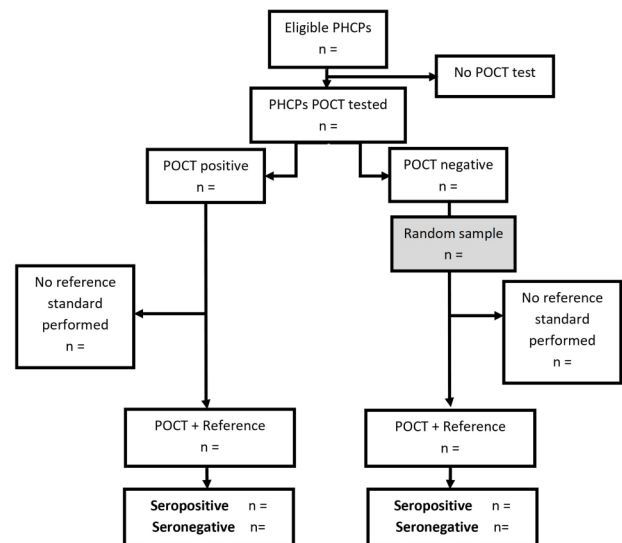 Eligible PHCPs
n =
No POCT test
PHCPs POCT tested
n =
POCT positive
n =
POCT negative
n =
Random sample
n =
No reference
standard
performed
n =
No reference
standard
performed
n =
POCT + Reference
n =
POCT + Reference
n =
Seropositive n =
Seronegative n=
Seropositive n =
Seronegative n=